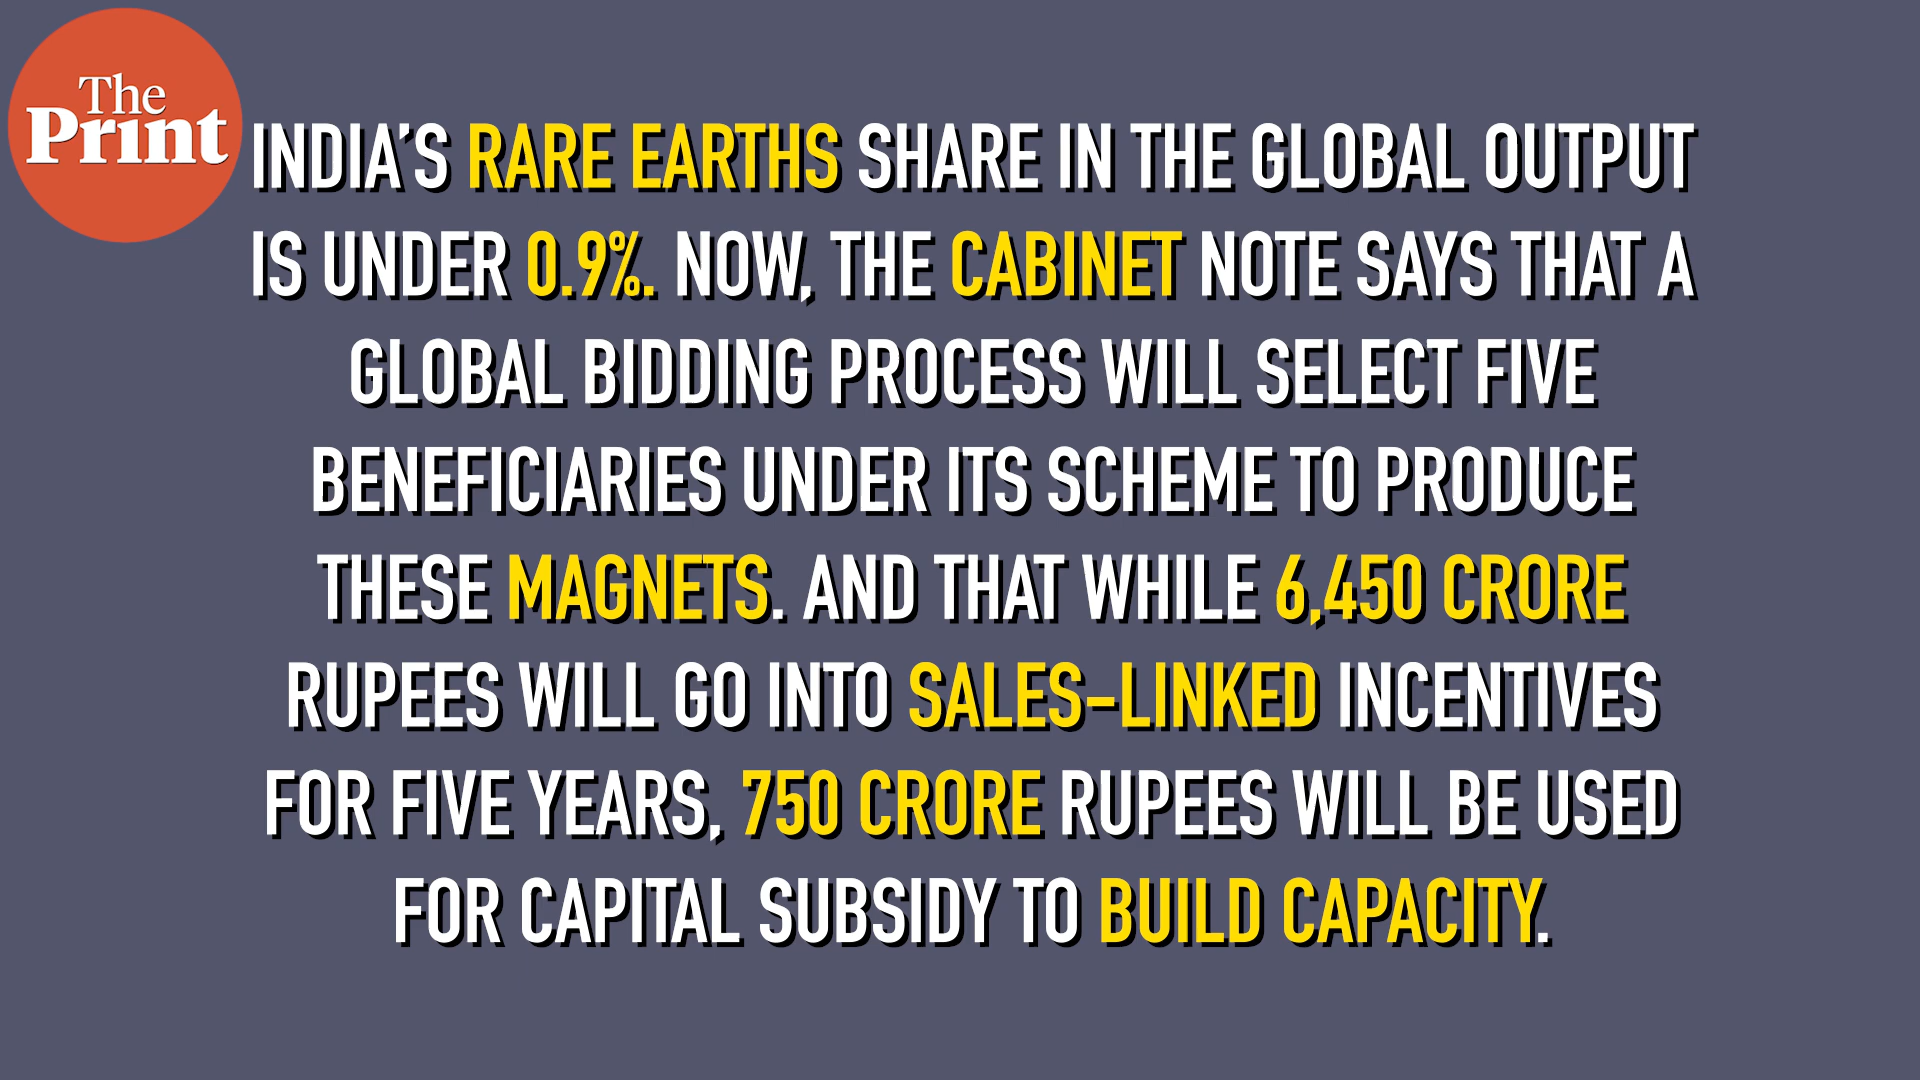 The
Print
INDIA'S RARE EARTHS SHARE IN THE GLOBAL OUTPUT
IS UNDER 0.9%. NOW, THE CABINET NOTE SAYS THAT A
GLOBAL BIDDING PROCESS WILL SELECT FIVE
BENEFICIARIES UNDER ITS SCHEME TO PRODUCE
THESE MAGNETS. AND THAT WHILE 6,450 CRORE
RUPEES WILL GO INTO SALES-LINKED INCENTIVES
FOR FIVE YEARS, 750 CRORE RUPEES WILL BE USED
FOR CAPITAL SUBSIDY TO BUILD CAPACITY.